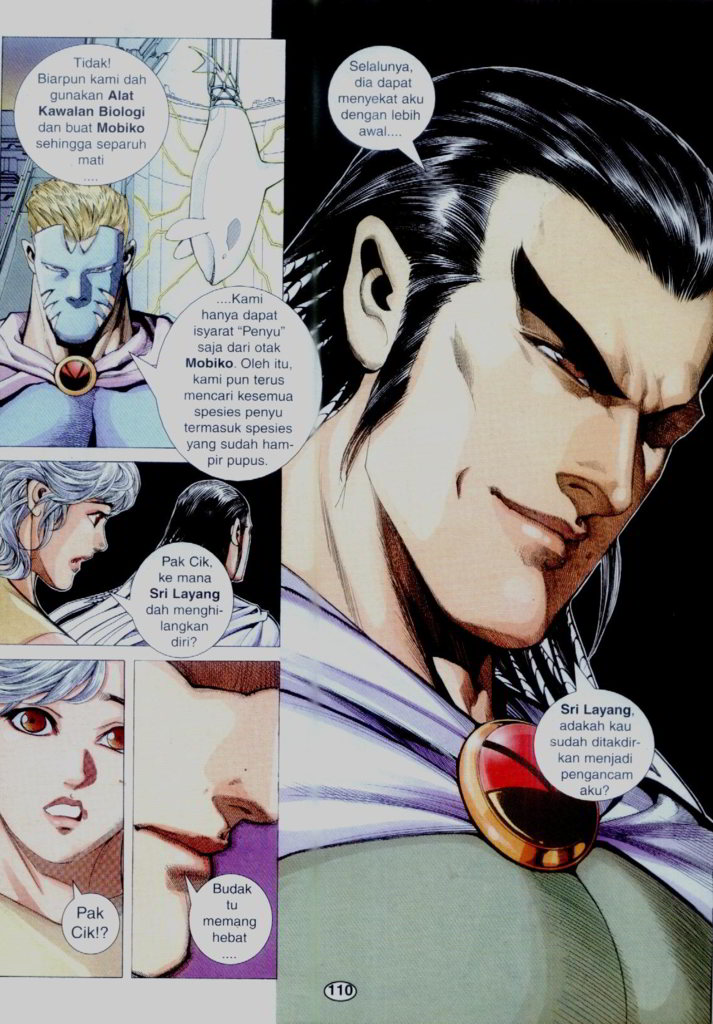 Tidak!
Biarpun kami dah
gunakan Alat
Kawalan Biologi
dan buat Mobiko
sehingga separuh
mati
....
....Kami
hanya dapat
isyarat "Penyu"
saja dari otak
Mobiko. Oleh itu,
kami pun terus
mencari kesemua
spesies penyu
termasuk spesies
yang sudah ham-
pir pupus.
Pak Cik,
ke mana
Sri Layang
dah menghi-
langkan
diri?
Pak
Cik!?
Budak
tu
memang
hebat
....
Selalunya,
dia dapat
menyekat aku
dengan lebih
awal....
Sri Layang,
adakah kau
sudah ditakdir-
kan menjadi
pengancam
aku?
110